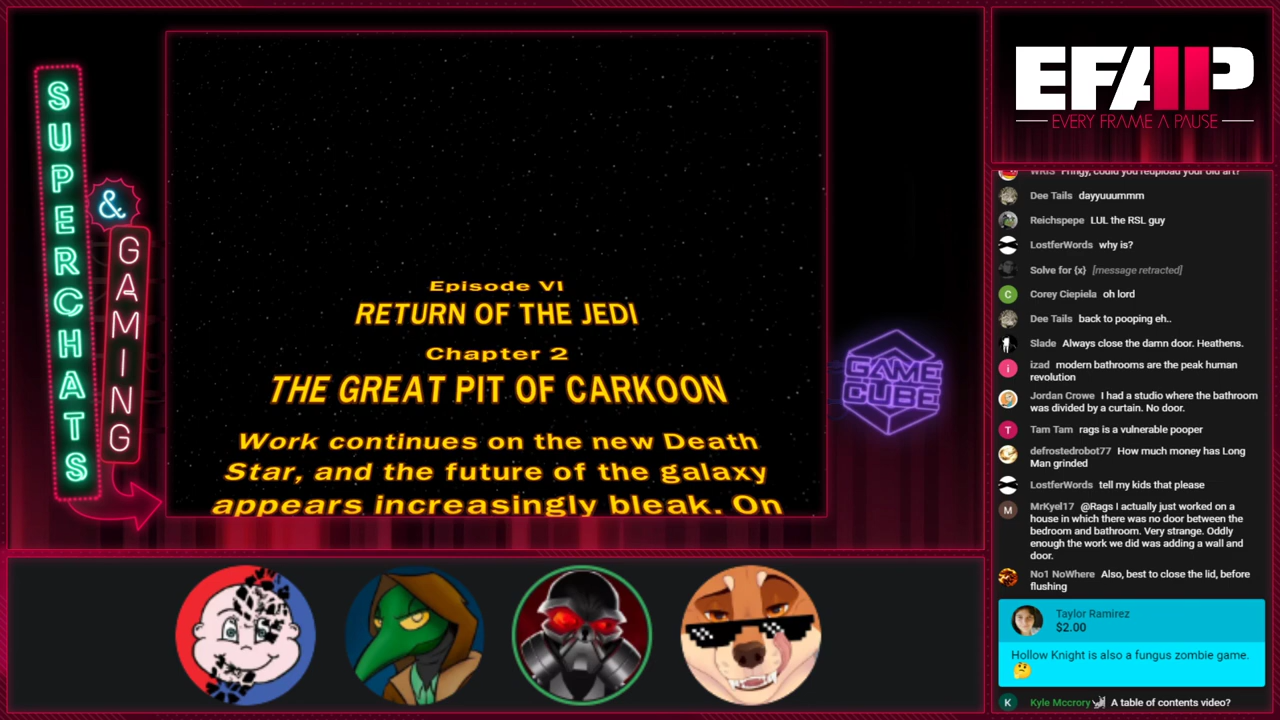 SUPERCHATS
&
GAMING
Episode VI
RETURN OF THE JEDI
Chapter 2
THE GREAT PIT OF CARKOON
Work continues on the new Death
Star, and the future of the galaxy
appears increasingly bleak. On
GAME
CUBE
EFAP
EVERY FRAME A PAUSE
WRIS Fringy, could you reupload your old art?
Dee Tails dayyuuummm
Reichspepe LUL the RSL guy
LostferWords why is?
Solve for {x} [message retracted]
Corey Ciepiela oh lord
Dee Tails back to pooping eh..
Slade Always close the damn door. Heathens.
izad modern bathrooms are the peak human
revolution
Jordan Crowe I had a studio where the bathroom
was divided by a curtain. No door.
Tam Tam rags is a vulnerable pooper
defrostedrobot77 How much money has Long
Man grinded
LostferWords tell my kids that please
MrKyel17 @Rags I actually just worked on a
house in which there was no door between the
bedroom and bathroom. Very strange. Oddly
enough the work we did was adding a wall and
door.
No1 NoWhere Also, best to close the lid, before
flushing
Taylor Ramirez
$2.00
Hollow Knight is also a fungus zombie game.
Kyle Mccrory A table of contents video?